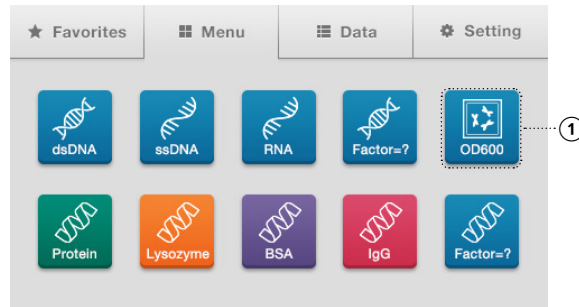 Favorites Menu Data Setting
dsDNA ssDNA RNA Factor=? OD600
1
Protein Lysozyme BSA IgG Factor=?